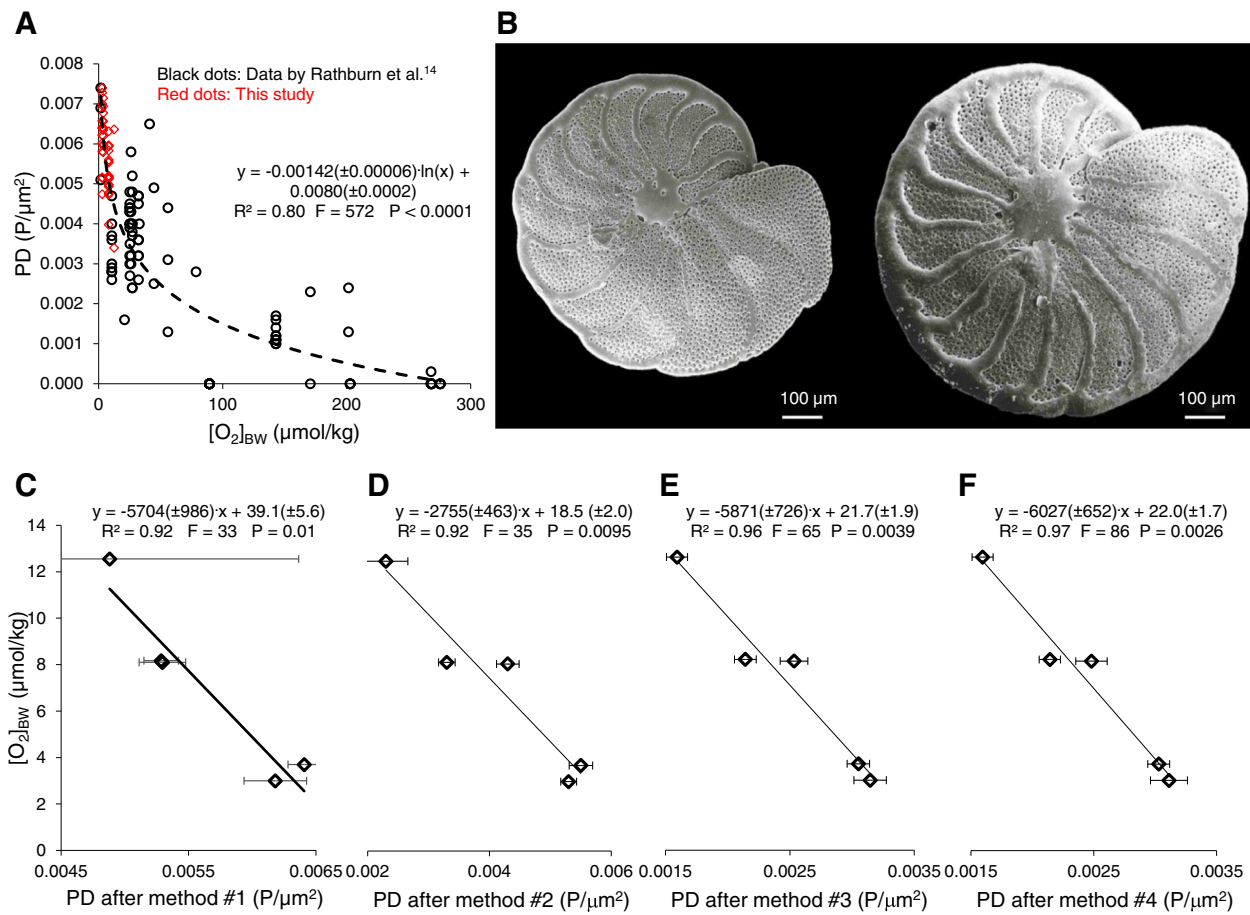 A
B
0.008
0.007
0.006
0.005
0.004
0.003
0.002
0.001
0.000
PD (P/µm²)
Black dots: Data by Rathburn et al.¹⁴
Red dots: This study
y = -0.00142(±0.00006)·ln(x) +
0.0080(±0.0002)
R² = 0.80 F = 572 P < 0.0001
0
100
200
300
[O₂]BW (µmol/kg)
100 µm
100 µm
C
D
E
F
y = -5704(±986)·x + 39.1(±5.6)
R² = 0.92 F = 33 P = 0.01
y = -2755(±463)·x + 18.5 (±2.0)
R² = 0.92 F = 35 P = 0.0095
y = -5871(±726)·x + 21.7(±1.9)
R² = 0.96 F = 65 P = 0.0039
y = -6027(±652)·x + 22.0(±1.7)
R² = 0.97 F = 86 P = 0.0026
14
12
10
8
6
4
2
0
[O₂]BW (µmol/kg)
0.0045
0.0055
0.0065
PD after method #1 (P/µm²)
0.002
0.004
0.006
PD after method #2 (P/µm²)
0.0015
0.0025
0.0035
PD after method #3 (P/µm²)
0.0015
0.0025
0.0035
PD after method #4 (P/µm²)